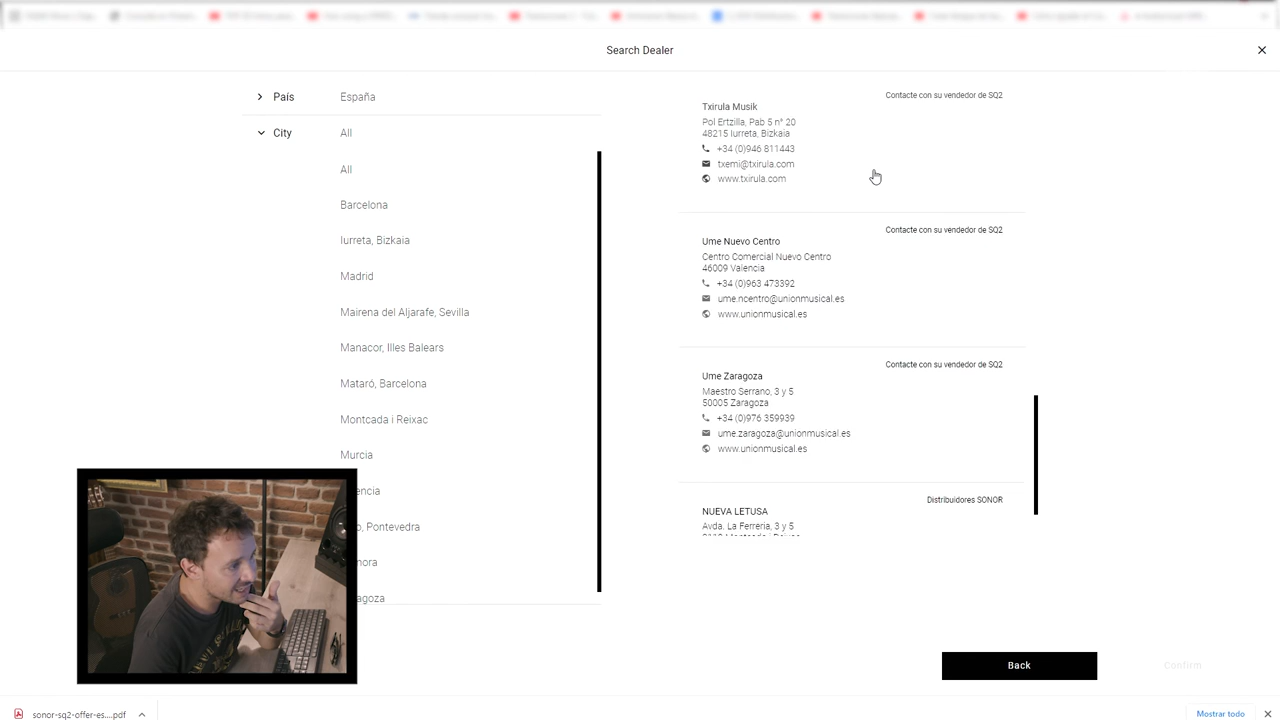 Search Dealer
País
España
City
All
All
Barcelona
Iurreta, Bizkaia
Madrid
Mairena del Aljarafe, Sevilla
Manacor, Illes Balears
Mataró, Barcelona
Montcada i Reixac
Murcia
encia
o, Pontevedra
nora
agoza
Contacte con su vendedor de SQ2
Txirula Musik
Pol Ertzilla, Pab 5 nº 20
48215 Iurreta, Bizkaia
+34 (0)946 811443
txemi@txirula.com
www.txirula.com
Contacte con su vendedor de SQ2
Ume Nuevo Centro
Centro Comercial Nuevo Centro
46009 Valencia
+34 (0)963 473392
ume.ncentro@unionmusical.es
www.unionmusical.es
Contacte con su vendedor de SQ2
Ume Zaragoza
Maestro Serrano, 3 y 5
50005 Zaragoza
+34 (0)976 359939
ume.zaragoza@unionmusical.es
www.unionmusical.es
Distribuidores SONOR
NUEVA LETUSA
Avda. La Ferreria, 3 y 5
Back
Confirm
sonor-sq2-offer-es....pdf
Mostrar todo